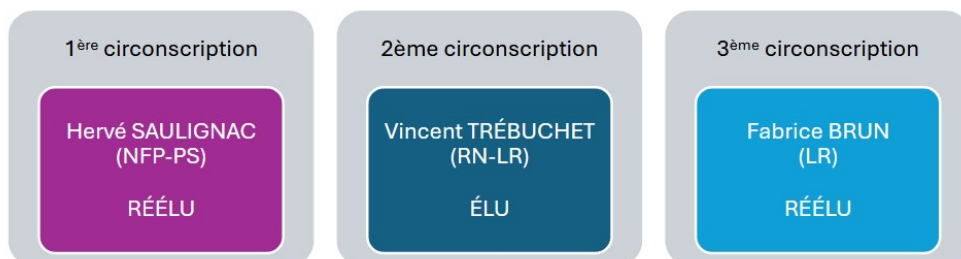 1ère circonscription
Hervé SAULIGNAC
(NFP-PS)
RÉÉLU
2ème circonscription
Vincent TRÉBUCHET
(RN-LR)
ÉLU
3ème circonscription
Fabrice BRUN
(LR)
RÉÉLU